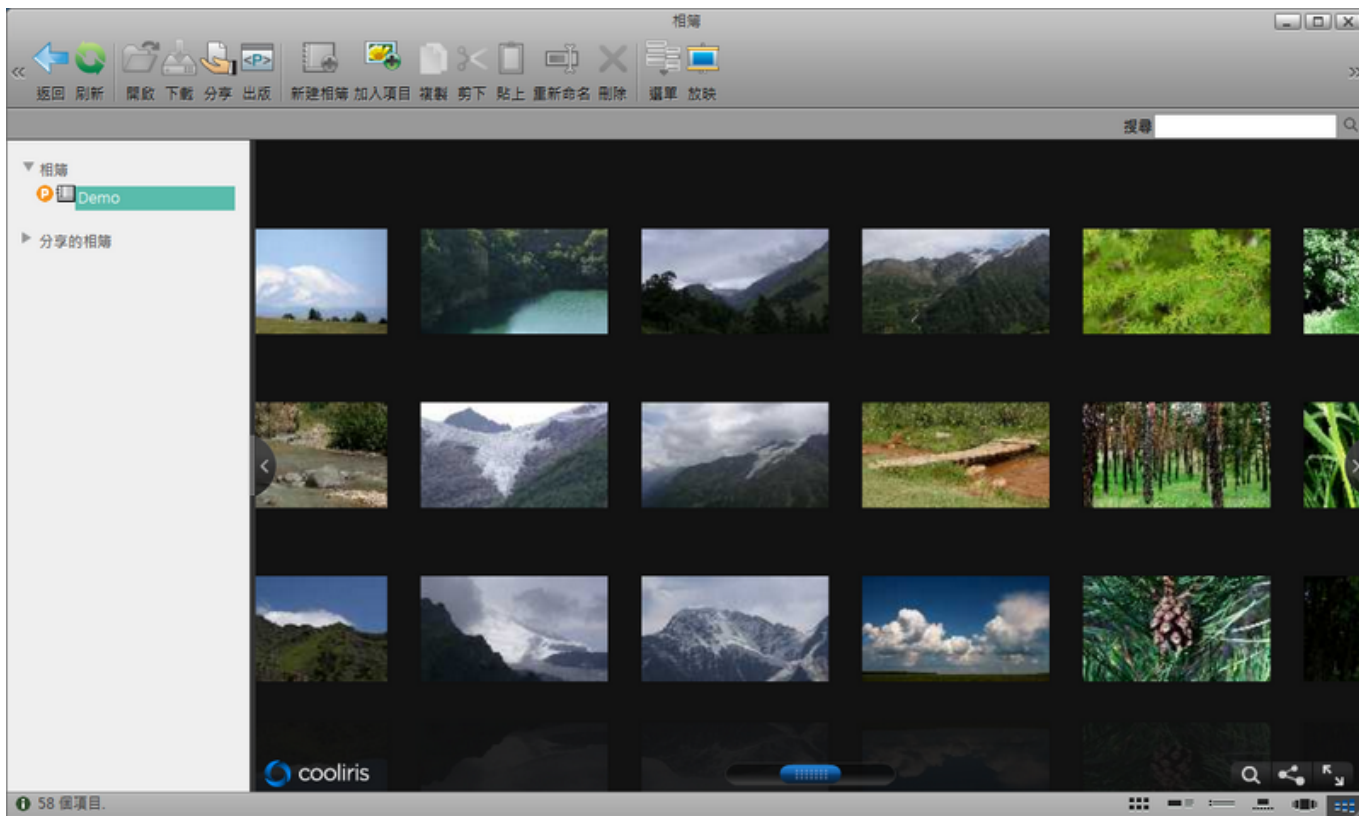 相簿
返回 刷新 開啟 下載 分享 出版 新建相簿 加入項目 複製 剪下 貼上 重新命名 刪除 選單 放映
<P>
搜尋
相簿
P Demo
分享的相簿
cooliris
58 個項目.